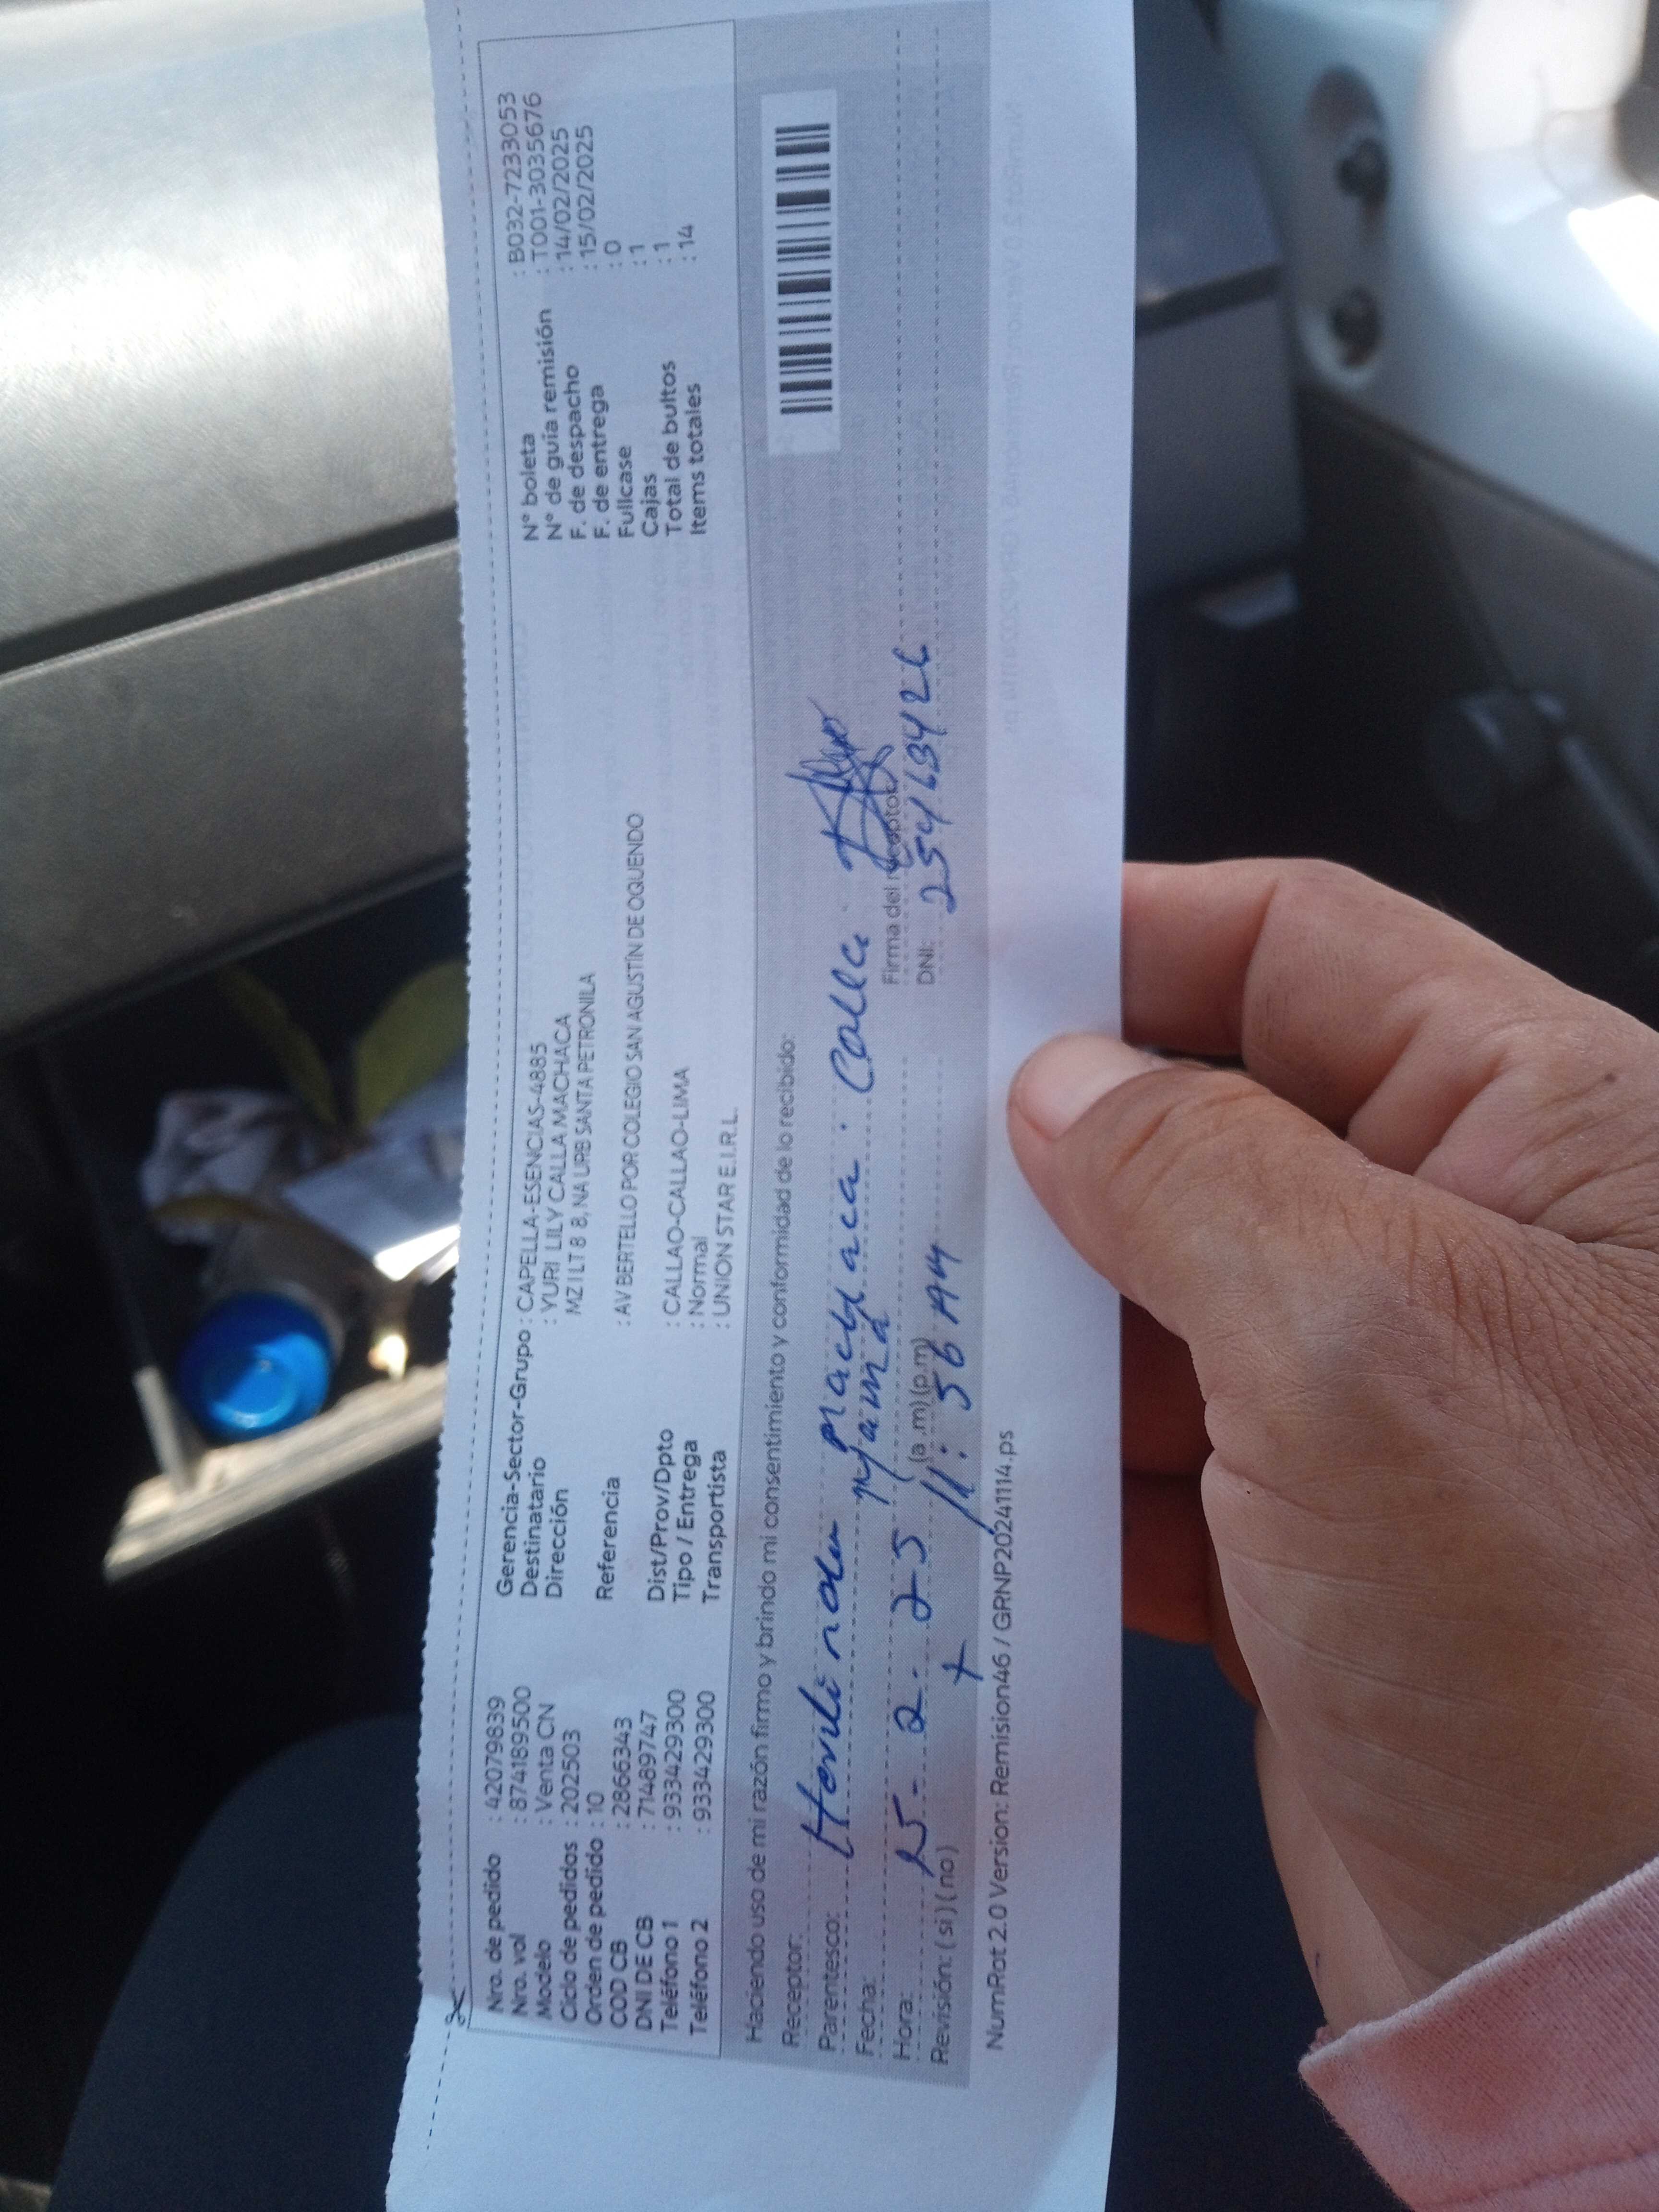 Nro. de pedido : 42079839
Nro. vol : 874189500
Modelo : Venta CN
Ciclo de pedidos : 202503
Orden de pedido : 10
COD CB : 2866343
DNI DE CB : 71489747
Teléfono 1 : 933429300
Teléfono 2 : 933429300
Gerencia-Sector-Grupo : CAPELLA-ESENCIAS-4885
Destinatario : YURI LILY CALLA MACHACA
Dirección MZ I LT 8 8, NA URB SANTA PETRONILA
Referencia : AV BERTELLO POR COLEGIO SAN AGUSTÍN DE OQUENDO
Dist/Prov/Dpto : CALLAO-CALLAO-LIMA
Tipo / Entrega : Normal
Transportista : UNION STAR E.I.R.L.
N° boleta : B032-7233053
N° de guía remisión : T001-3035676
F. de despacho : 14/02/2025
F. de entrega : 15/02/2025
Fullcase : 0
Cajas : 1
Total de bultos : 1
Items totales : 14
Haciendo uso de mi razón firmo y brindo mi consentimiento y conformidad de lo recibido:
Receptor: machaca. Calla
Parentesco: mamá
Fecha: 15-2-25
Firma del receptor
Hora: (a.m)(p.m) 11:56 AM
DNI:
Revisión: ( si ) ( no )
NumRot 2.0 Version: Remision46 / GRNP20241114.ps